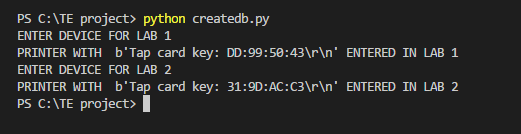 PS C:\TE project> python createdb.py
ENTER DEVICE FOR LAB 1
PRINTER WITH  b'Tap card key: DD:99:50:43\r\n' ENTERED IN LAB 1
ENTER DEVICE FOR LAB 2
PRINTER WITH  b'Tap card key: 31:9D:AC:C3\r\n' ENTERED IN LAB 2
PS C:\TE project>